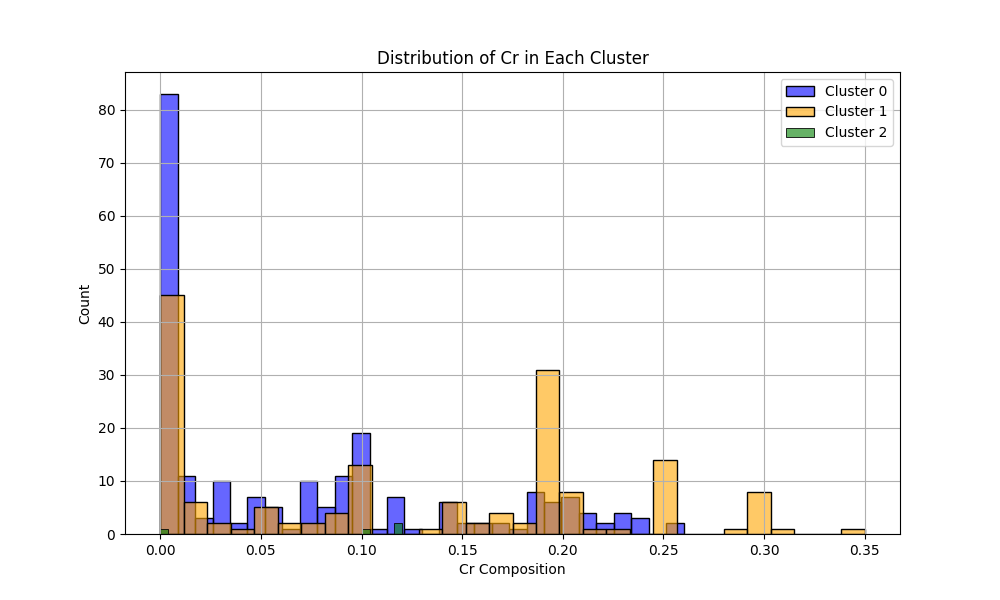 Distribution of Cr in Each Cluster
Cluster 0
Cluster 1
Cluster 2
Count
80
70
60
50
40
30
20
10
0
0.00 0.05 0.10 0.15 0.20 0.25 0.30 0.35
Cr Composition